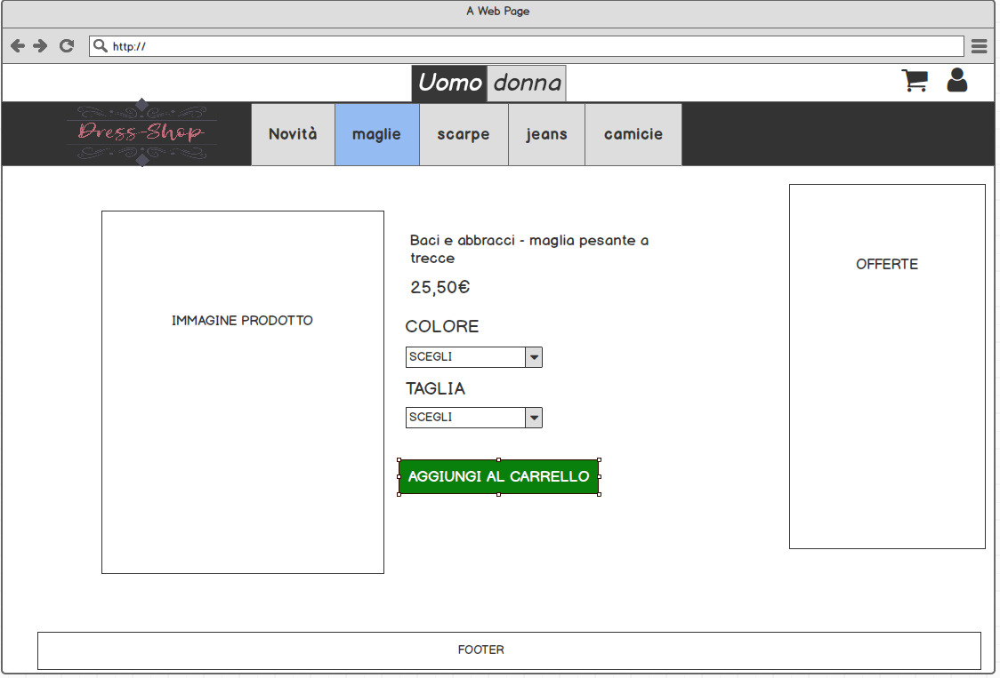 A Web Page
http://
Uomo donna
Dress-Shop
Novità maglie scarpe jeans camicie
Baci e abbracci - maglia pesante a
trecce
25,50€
OFFERTE
IMMAGINE PRODOTTO
COLORE
SCEGLI
TAGLIA
SCEGLI
AGGIUNGI AL CARRELLO
FOOTER